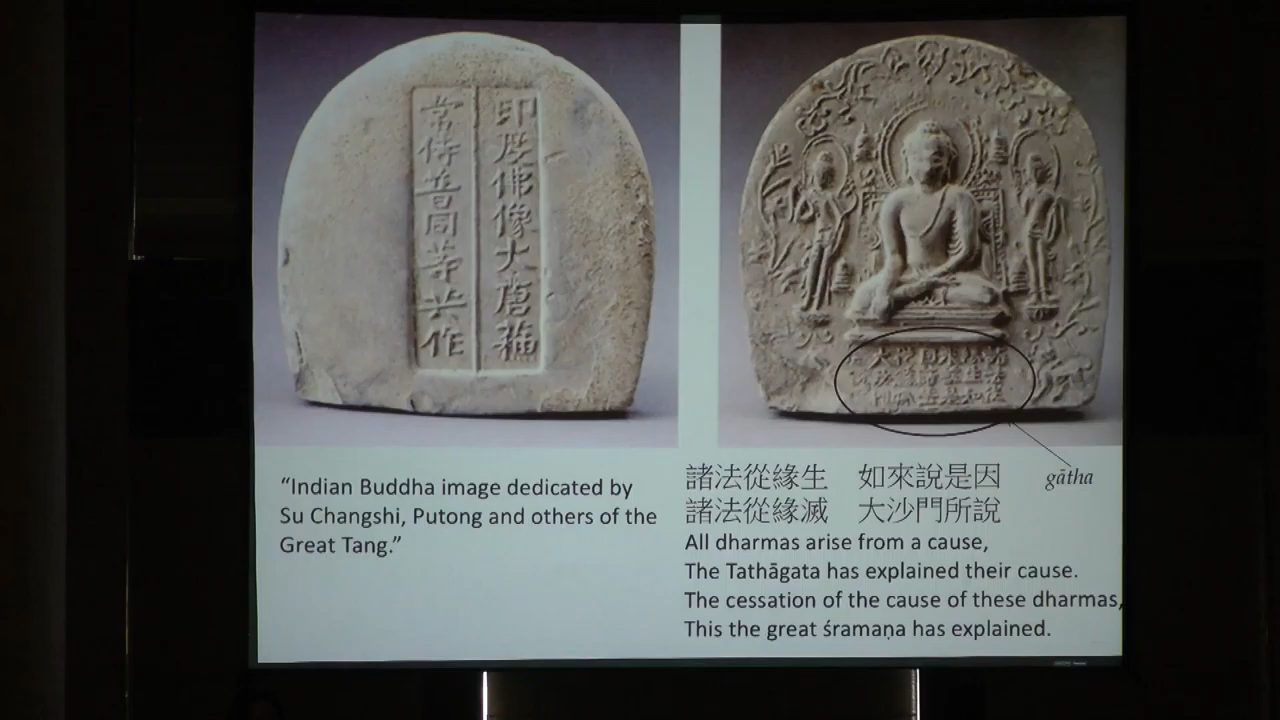 印度佛像大唐蘇
常侍普同等共作
“Indian Buddha image dedicated by
Su Changshi, Putong and others of the
Great Tang.”
諸法從緣生 如來說是因
諸法從緣滅 大沙門所說
gātha
All dharmas arise from a cause,
The Tathāgata has explained their cause.
The cessation of the cause of these dharmas,
This the great śramaṇa has explained.